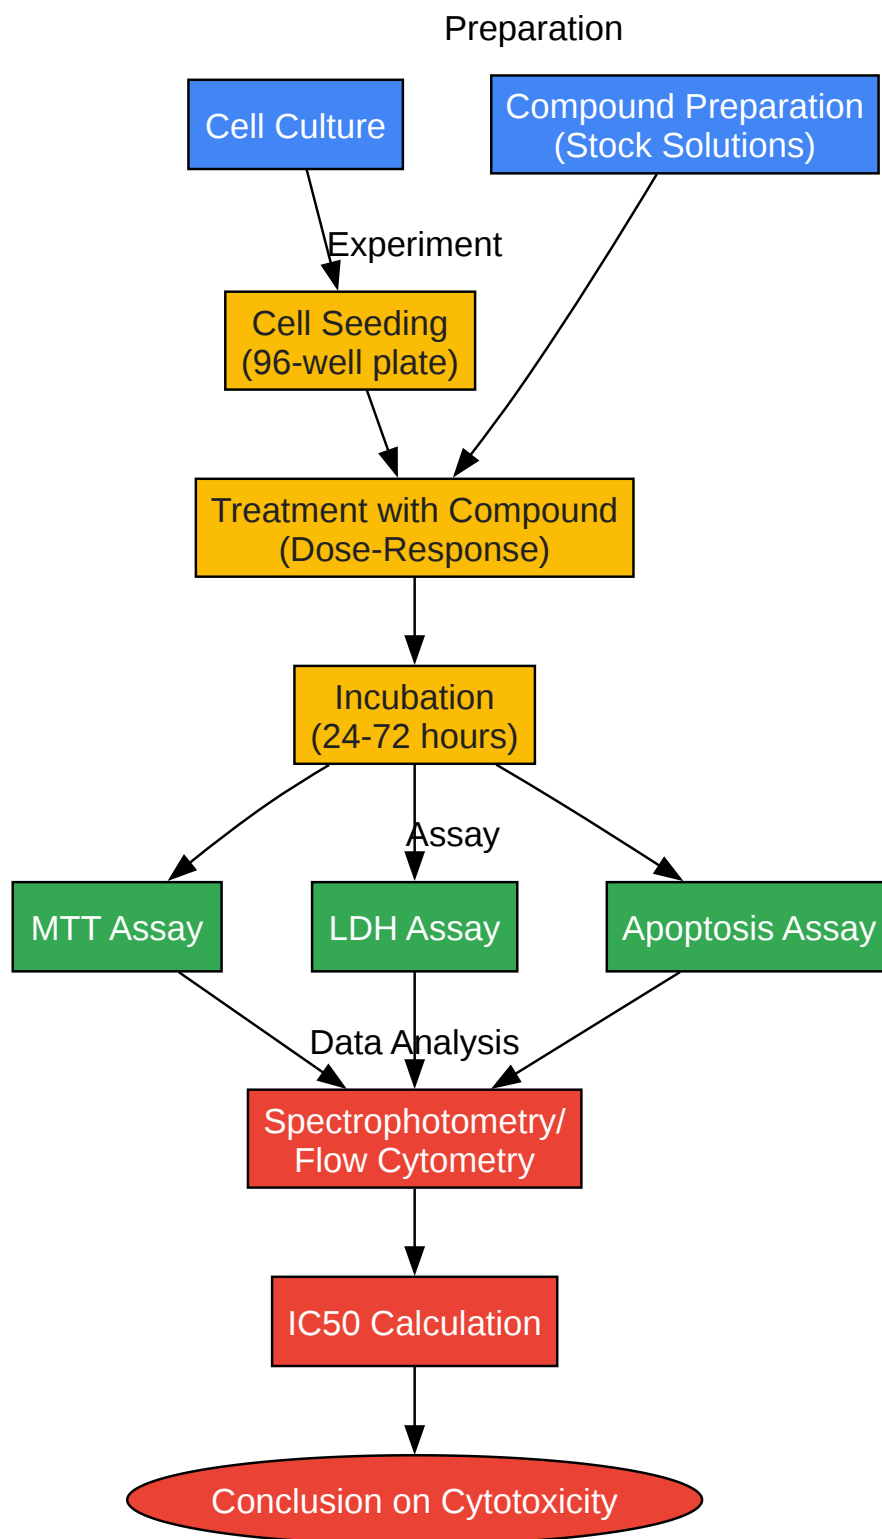 Preparation
Cell Culture
Compound Preparation
(Stock Solutions)
Experiment
Cell Seeding
(96-well plate)
Treatment with Compound
(Dose-Response)
Incubation
(24-72 hours)
Assay
MTT Assay
LDH Assay
Apoptosis Assay
Data Analysis
Spectrophotometry/
Flow Cytometry
IC50 Calculation
Conclusion on Cytotoxicity